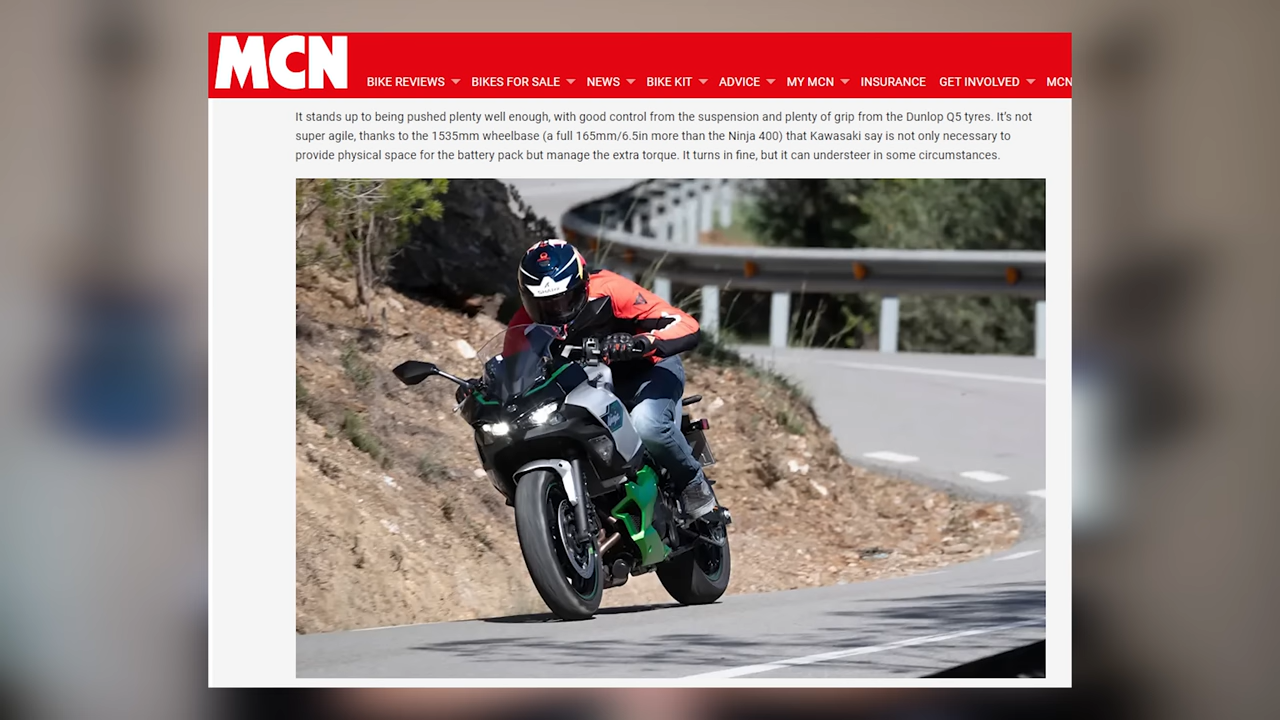 MCN
BIKE REVIEWS BIKES FOR SALE NEWS BIKE KIT ADVICE MY MCN INSURANCE GET INVOLVED MCN
It stands up to being pushed plenty well enough, with good control from the suspension and plenty of grip from the Dunlop Q5 tyres. It's not
super agile, thanks to the 1535mm wheelbase (a full 165mm/6.5in more than the Ninja 400) that Kawasaki say is not only necessary to
provide physical space for the battery pack but manage the extra torque. It turns in fine, but it can understeer in some circumstances.